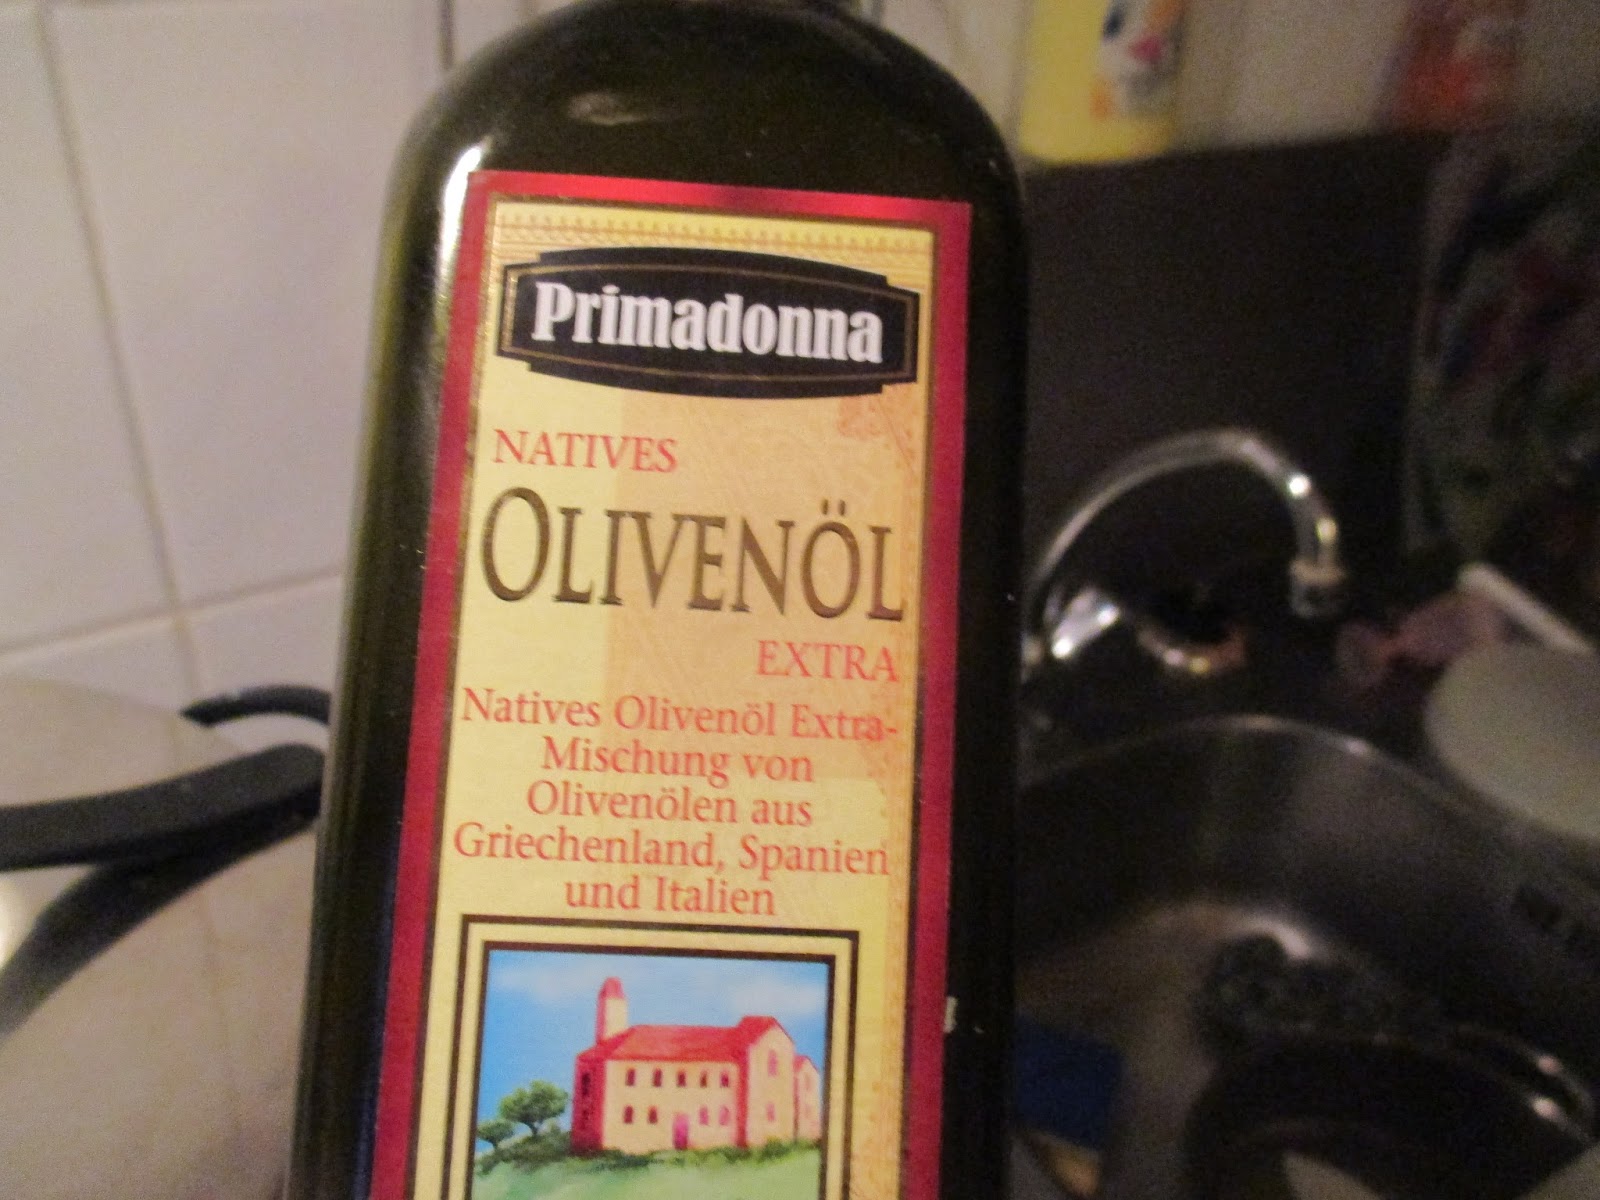 Primadonna
NATIVES
OLIVENÖL
EXTRA
Natives Olivenöl Extra-
Mischung von
Olivenölen aus
Griechenland, Spanien
und Italien